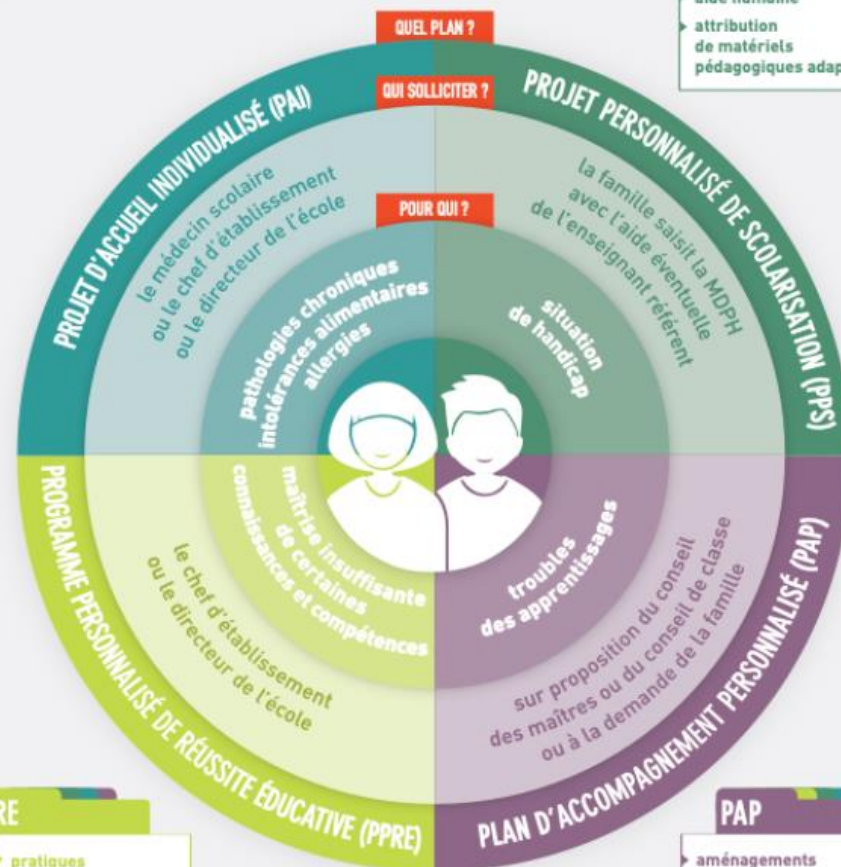 aide humaine
attribution
de matériels
pédagogiques
QUEL PLAN ?
QUI SOLLICITER ?
POUR QUI ?
PROJET D'ACCUEIL INDIVIDUALISÉ (PAI)
le médecin scolaire
ou le chef d'établissement
ou le directeur de l'école
pathologies chroniques
intolérances alimentaires
allergies
PROJET PERSONNALISÉ DE SCOLARISATION (PPS)
la famille saisit la MDPH
avec l'aide éventuelle
de l'enseignant référent
situation
de handicap
PROGRAMME PERSONNALISÉ DE RÉUSSITE ÉDUCATIVE (PPRE)
le chef d'établissement
ou le directeur de l'école
maîtrise insuffisante
de certaines
connaissances et compétences
PLAN D'ACCOMPAGNEMENT PERSONNALISÉ (PAP)
sur proposition du conseil
des maîtres ou du conseil de classe
ou à la demande de la famille
troubles
des apprentissages
RE
pratiques
PAP
aménagements